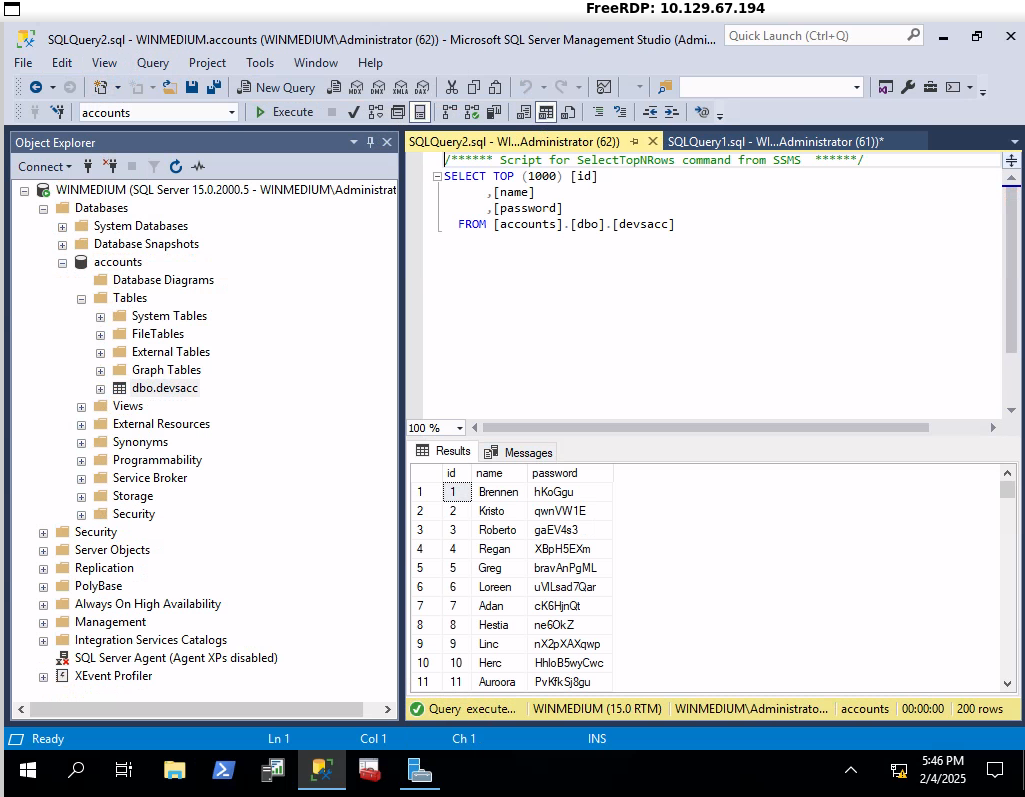 FreeRDP: 10.129.67.194
SQLQuery2.sql - WINMEDIUM.accounts (WINMEDIUM\Administrator (62)) - Microsoft SQL Server Management Studio (Admi...
Quick Launch (Ctrl+Q)
File Edit View Query Project Tools Window Help
New Query
MDX DMX XMLA DAX
accounts
Execute
Object Explorer
SQLQuery2.sql - WI...Administrator (62))
SQLQuery1.sql - WI...Administrator (61))*
Connect
WINMEDIUM (SQL Server 15.0.2000.5 - WINMEDIUM\Administrat
Databases
System Databases
Database Snapshots
accounts
Database Diagrams
Tables
System Tables
FileTables
External Tables
Graph Tables
dbo.devsacc
Views
External Resources
Synonyms
Programmability
Service Broker
Storage
Security
Security
Server Objects
Replication
PolyBase
Always On High Availability
Management
Integration Services Catalogs
SQL Server Agent (Agent XPs disabled)
XEvent Profiler
/****** Script for SelectTopNRows command from SSMS  ******/
SELECT TOP (1000) [id]
,[name]
,[password]
FROM [accounts].[dbo].[devsacc]
100 %
Results
Messages
id name password
1 1 Brennen hKoGgu
2 2 Kristo qwnVW1E
3 3 Roberto gaEV4s3
4 4 Regan XBpH5EXm
5 5 Greg bravAnPgML
6 6 Loreen uVlLsad7Qar
7 7 Adan cK6HjnQt
8 8 Hestia ne6OkZ
9 9 Linc nX2pXAXqwp
10 10 Herc HhloB5wyCwc
11 11 Auroora PvKfkSj8gu
Query execute...
WINMEDIUM (15.0 RTM)
WINMEDIUM\Administrato...
accounts
00:00:00
200 rows
Ready
Ln 1
Col 1
Ch 1
INS
5:46 PM
2/4/2025